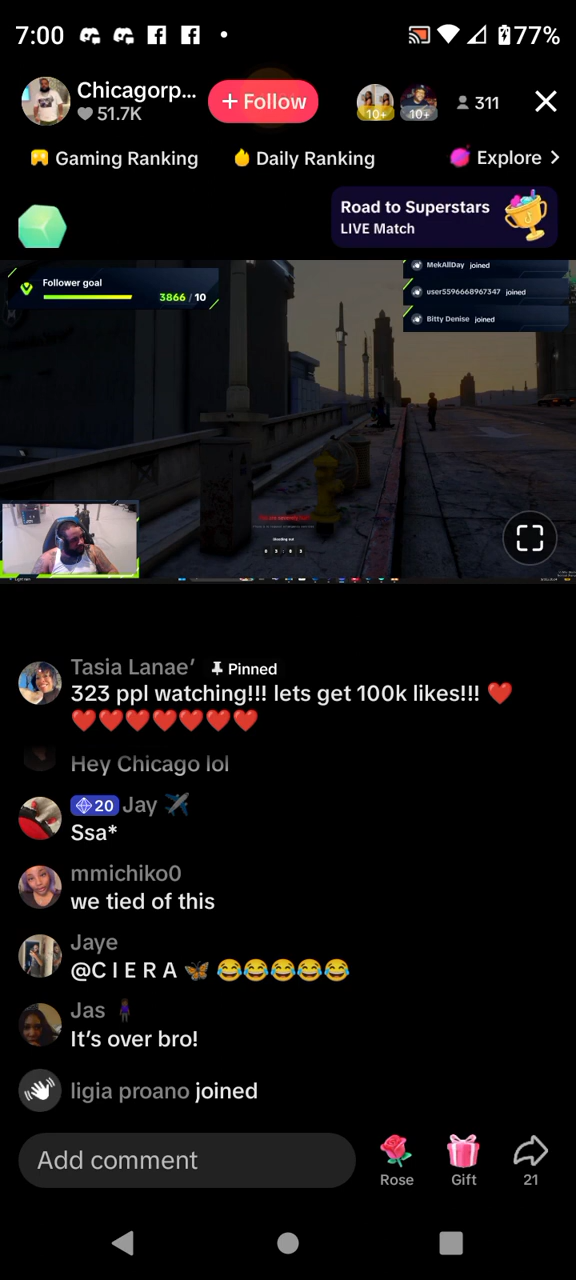 7:00
77%
Chicagorp...
51.7K
+ Follow
10+
10+
311
Gaming Ranking
Daily Ranking
Explore >
Road to Superstars
LIVE Match
Follower goal
3866 / 10
MekAllDay joined
user5596668967347 joined
Bitty Denise joined
Bleeding out
Tasia Lanae’ Pinned
323 ppl watching!!! lets get 100k likes!!! ❤️
❤️❤️❤️❤️❤️❤️❤️
Hey Chicago lol
20 Jay ✈️
Ssa*
mmichiko0
we tied of this
Jaye
@C I E R A 🦋 😂😂😂😂😂
Jas 🧍🏾‍♀️
It’s over bro!
ligia proano joined
Add comment
Rose
Gift
21